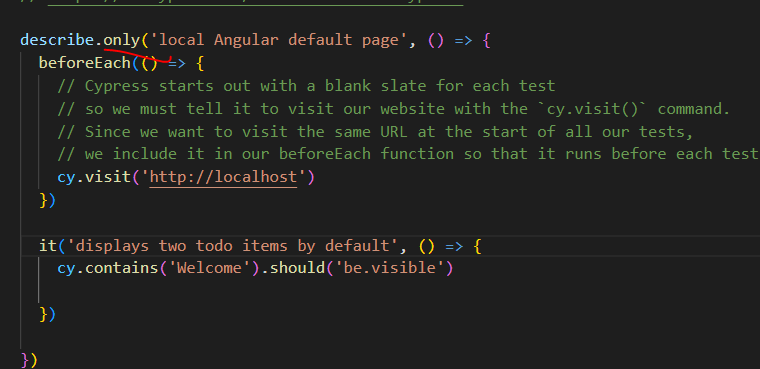 describe.only('local Angular default page', () => {
beforeEach(() => {
// Cypress starts out with a blank slate for each test
// so we must tell it to visit our website with the `cy.visit()` command.
// Since we want to visit the same URL at the start of all our tests,
// we include it in our beforeEach function so that it runs before each test
cy.visit('http://localhost')
})
it('displays two todo items by default', () => {
cy.contains('Welcome').should('be.visible')
})
})